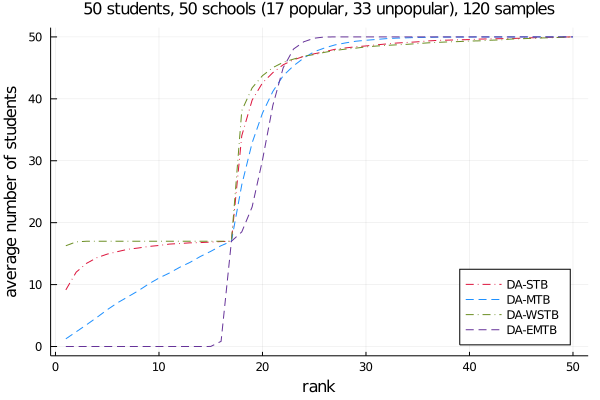 50 students, 50 schools (17 popular, 33 unpopular), 120 samples
average number of students
50
40
30
20
10
0
DA-STB
DA-MTB
DA-WSTB
DA-EMTB
0 10 20 30 40 50
rank